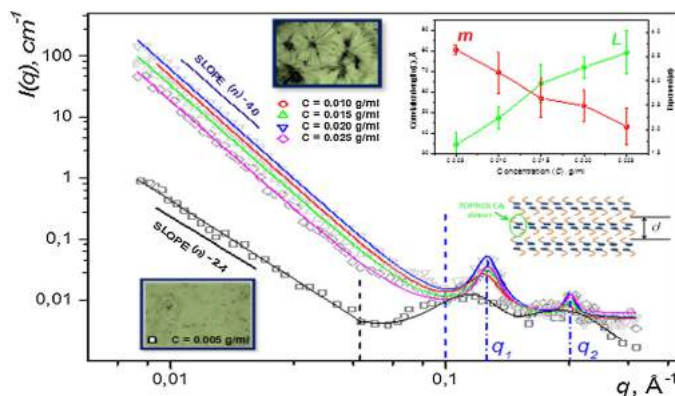 I(q), cm⁻¹
100
10
1
0,1
0,01
SLOPE (n) - 4.0
C = 0.010 g/ml
C = 0.015 g/ml
C = 0.020 g/ml
C = 0.025 g/ml
m
L
Concentration (C), g/ml
d
SLOPE (n) - 2.4
C = 0.005 g/ml
q₁
q₂
0,01
0,1
q, Å⁻¹